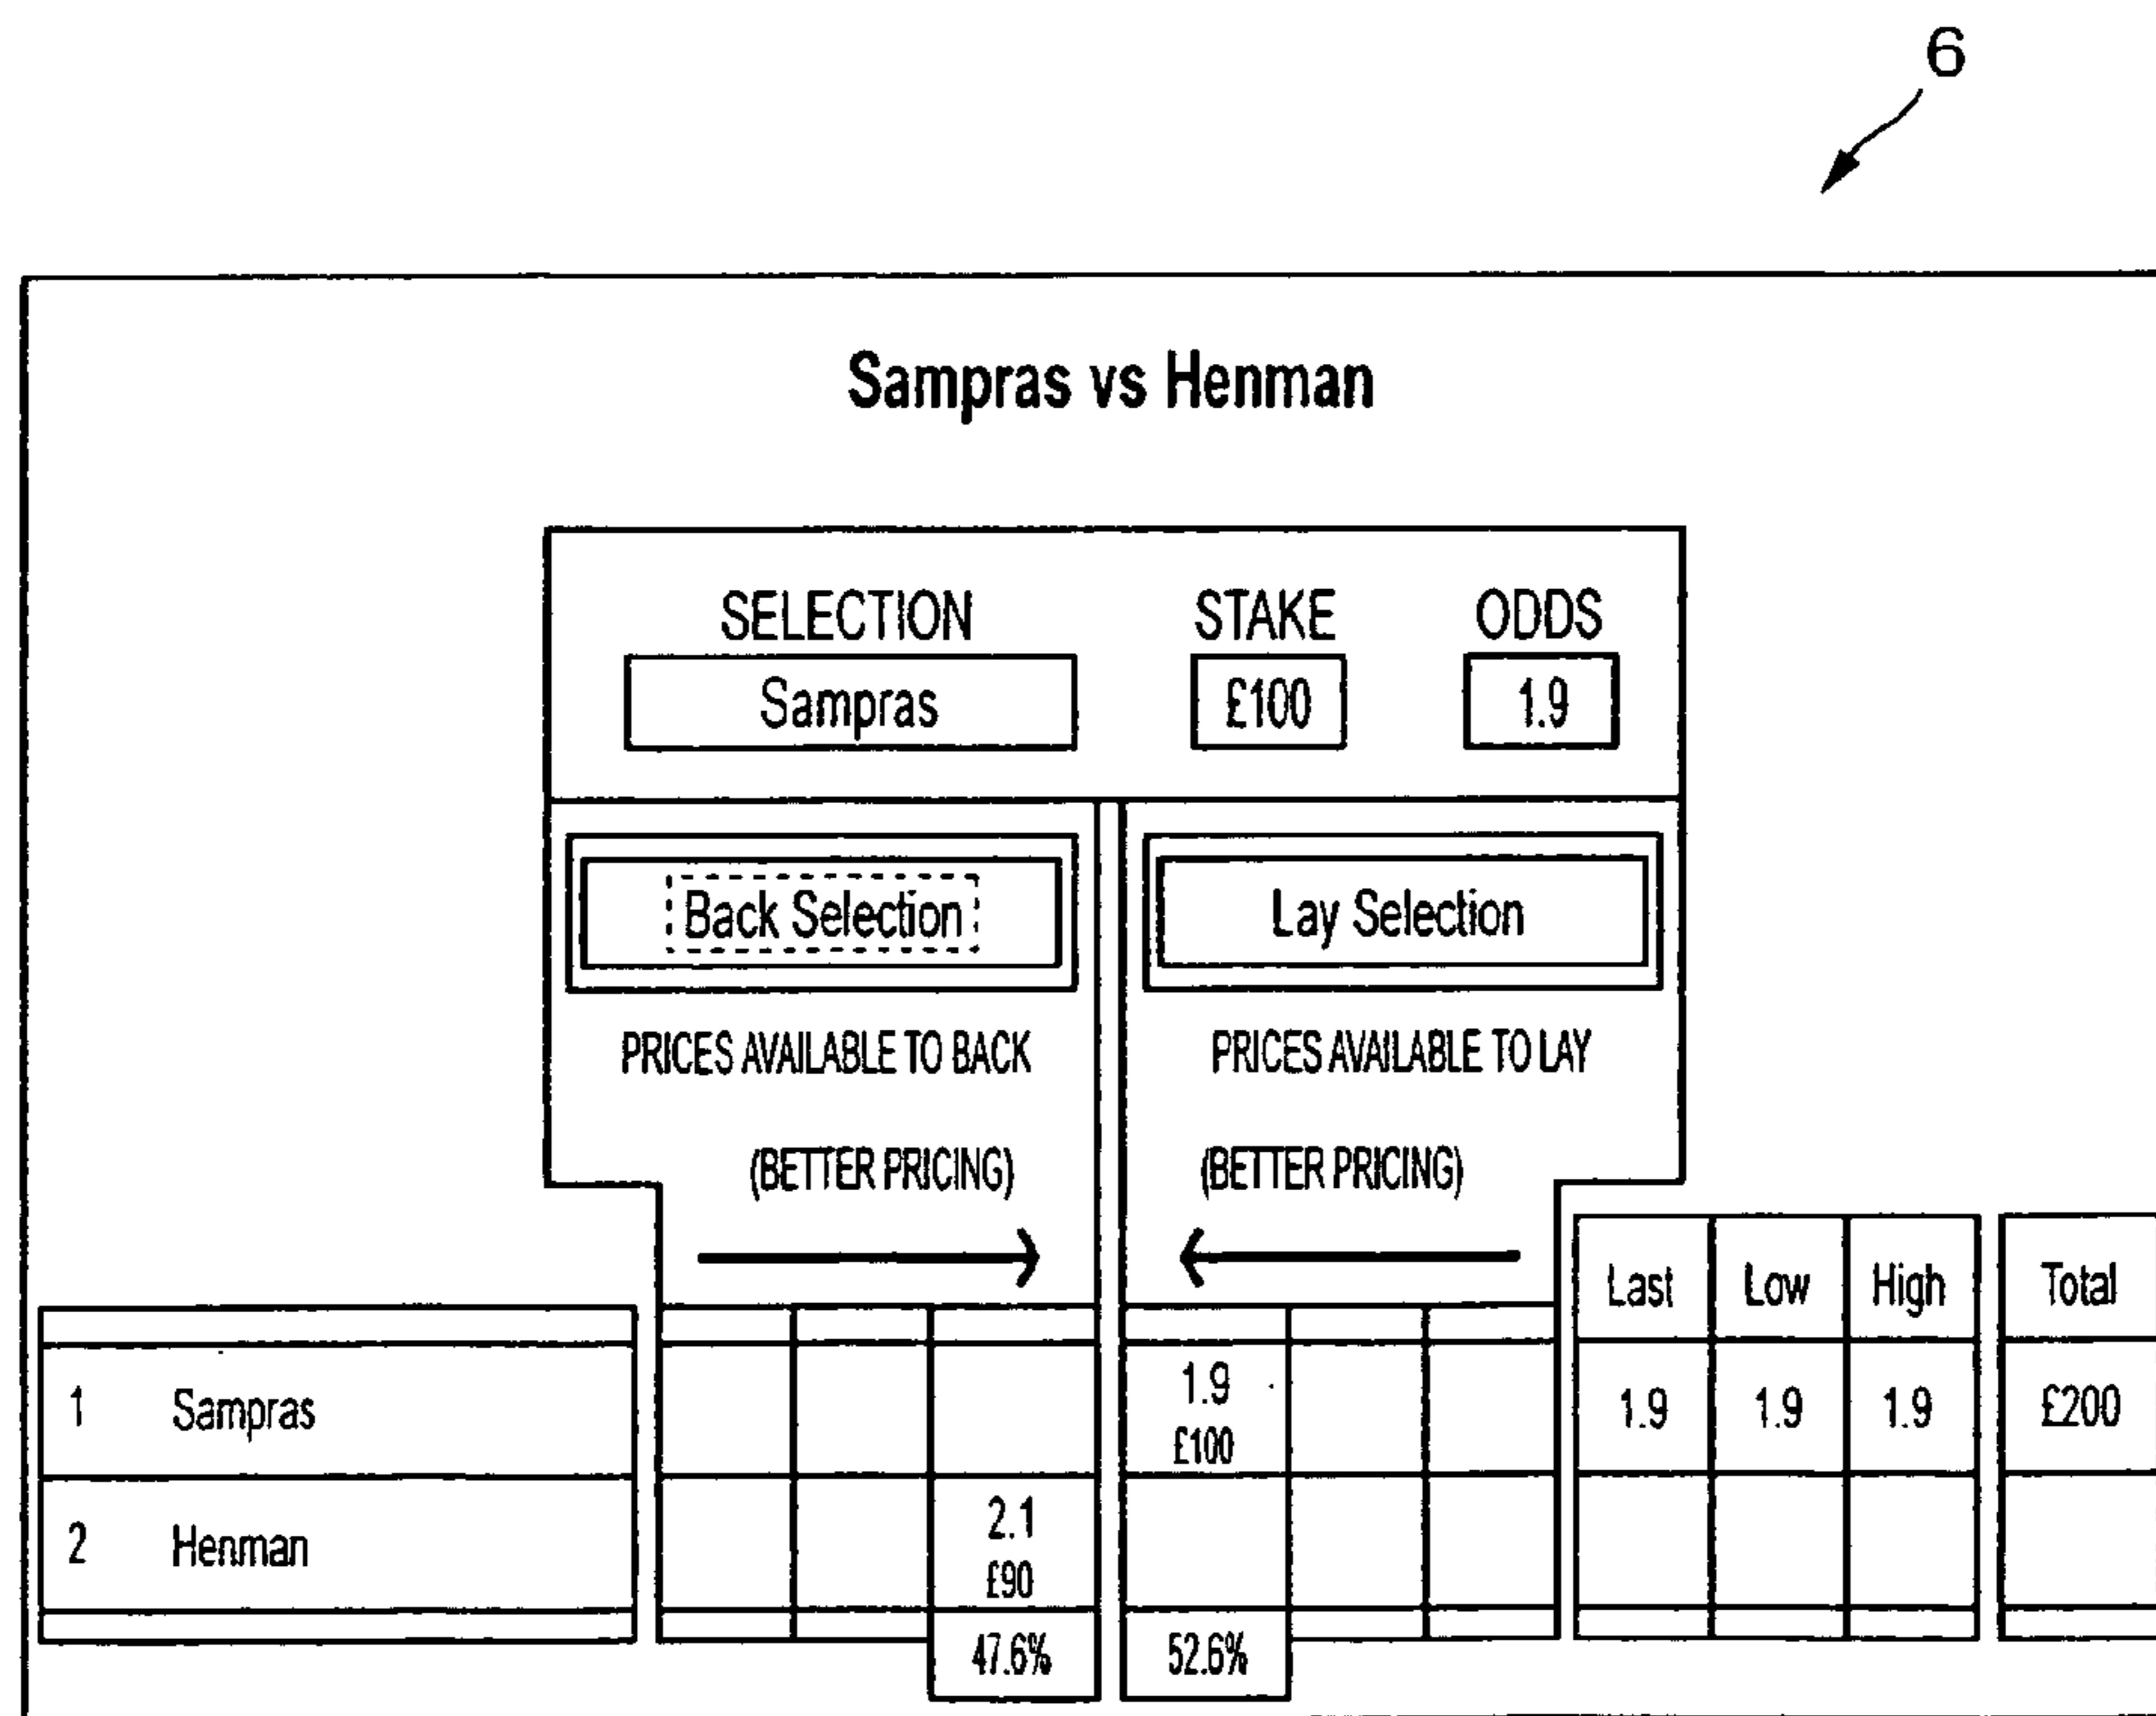 6
Sampras vs Henman
SELECTION STAKE ODDS
Sampras £100 1.9
Back Selection Lay Selection
PRICES AVAILABLE TO BACK PRICES AVAILABLE TO LAY
(BETTER PRICING) (BETTER PRICING)
Last Low High Total
1 Sampras 1.9 £100 1.9 1.9 1.9 £200
2 Henman 2.1 £90
47.6% 52.6%